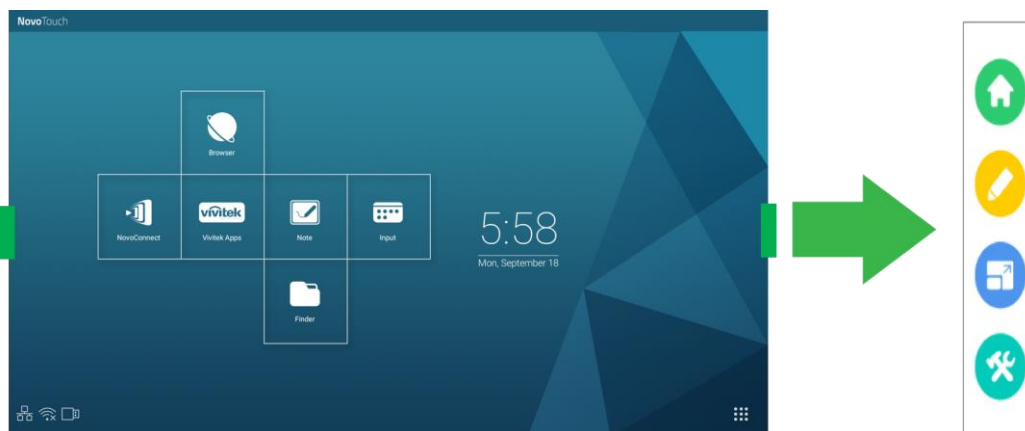 NovoTouch
Browser
NovoConnect
vivitek
Vivitek Apps
Note
Input
Finder
5:58
Mon, September 18